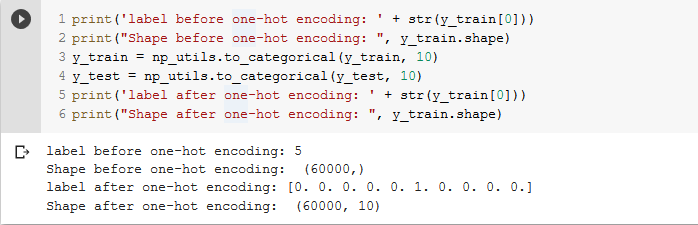 1 print('label before one-hot encoding: ' + str(y_train[0]))
2 print("Shape before one-hot encoding: ", y_train.shape)
3 y_train = np_utils.to_categorical(y_train, 10)
4 y_test = np_utils.to_categorical(y_test, 10)
5 print('label after one-hot encoding: ' + str(y_train[0]))
6 print("Shape after one-hot encoding: ", y_train.shape)
label before one-hot encoding: 5
Shape before one-hot encoding:  (60000,)
label after one-hot encoding: [0. 0. 0. 0. 0. 1. 0. 0. 0. 0.]
Shape after one-hot encoding:  (60000, 10)